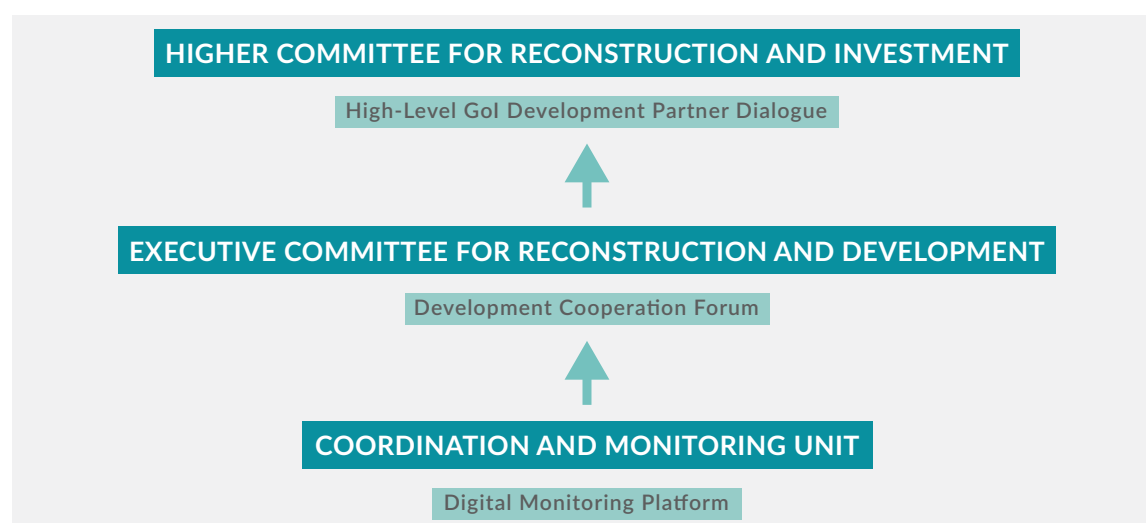 HIGHER COMMITTEE FOR RECONSTRUCTION AND INVESTMENT
High-Level GoI Development Partner Dialogue
EXECUTIVE COMMITTEE FOR RECONSTRUCTION AND DEVELOPMENT
Development Cooperation Forum
COORDINATION AND MONITORING UNIT
Digital Monitoring Platform